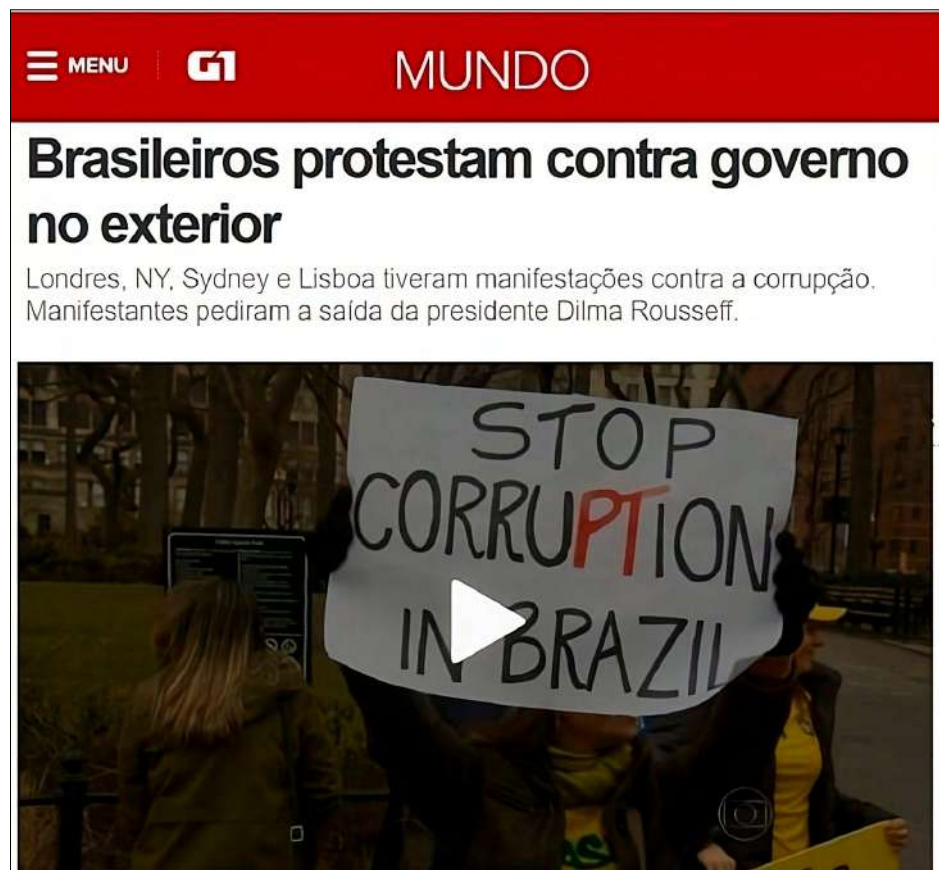 MENU G1 MUNDO
Brasileiros protestam contra governo
no exterior
Londres, NY, Sydney e Lisboa tiveram manifestações contra a corrupção.
Manifestantes pediram a saída da presidente Dilma Rousseff.
STOP
CORRUPTION
IN BRAZIL